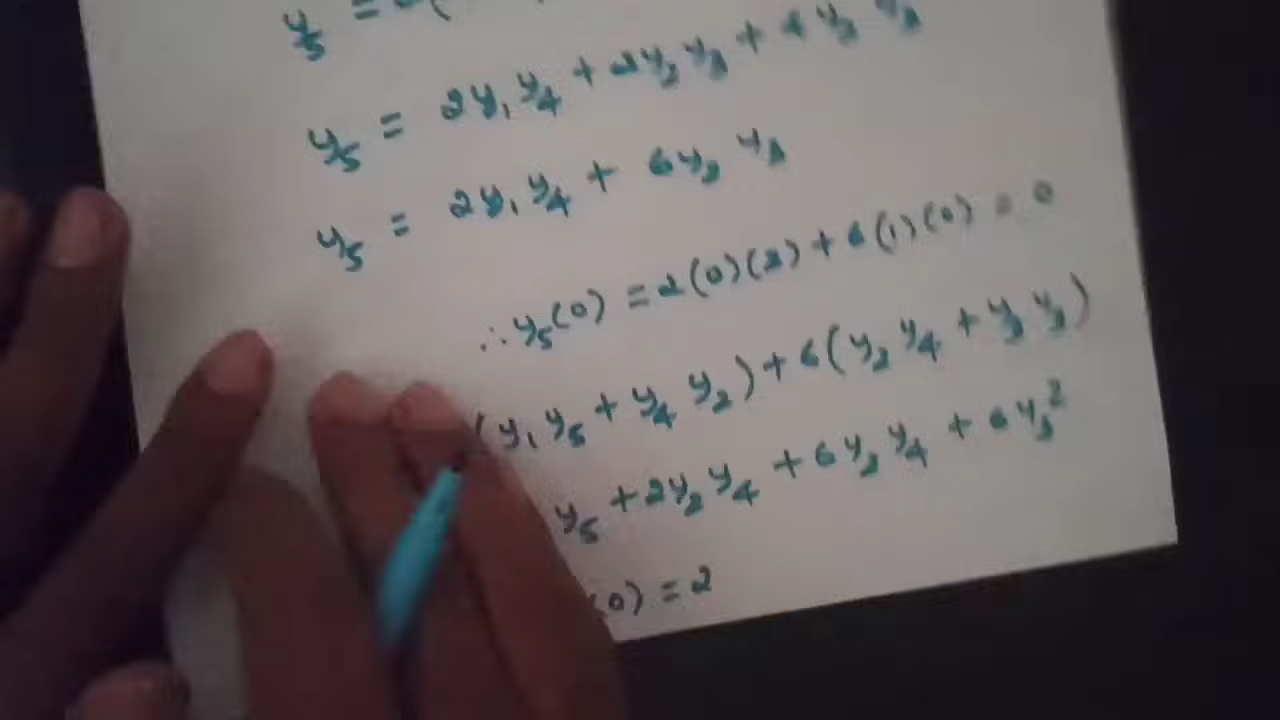 y₅ =
y₅ = 2y₁y₄ + 2y₂y₃ + 4y₂y₃
y₅ = 2y₁y₄ + 6y₂y₃
∴ y₅(0) = 2(0)(2) + 6(1)(0) = 0
(y₁y₅ + y₄y₂) + 6(y₂y₄ + y₃y₃)
y₅ + 2y₂y₄ + 6y₂y₄ + 6y₃²
(0) = 2